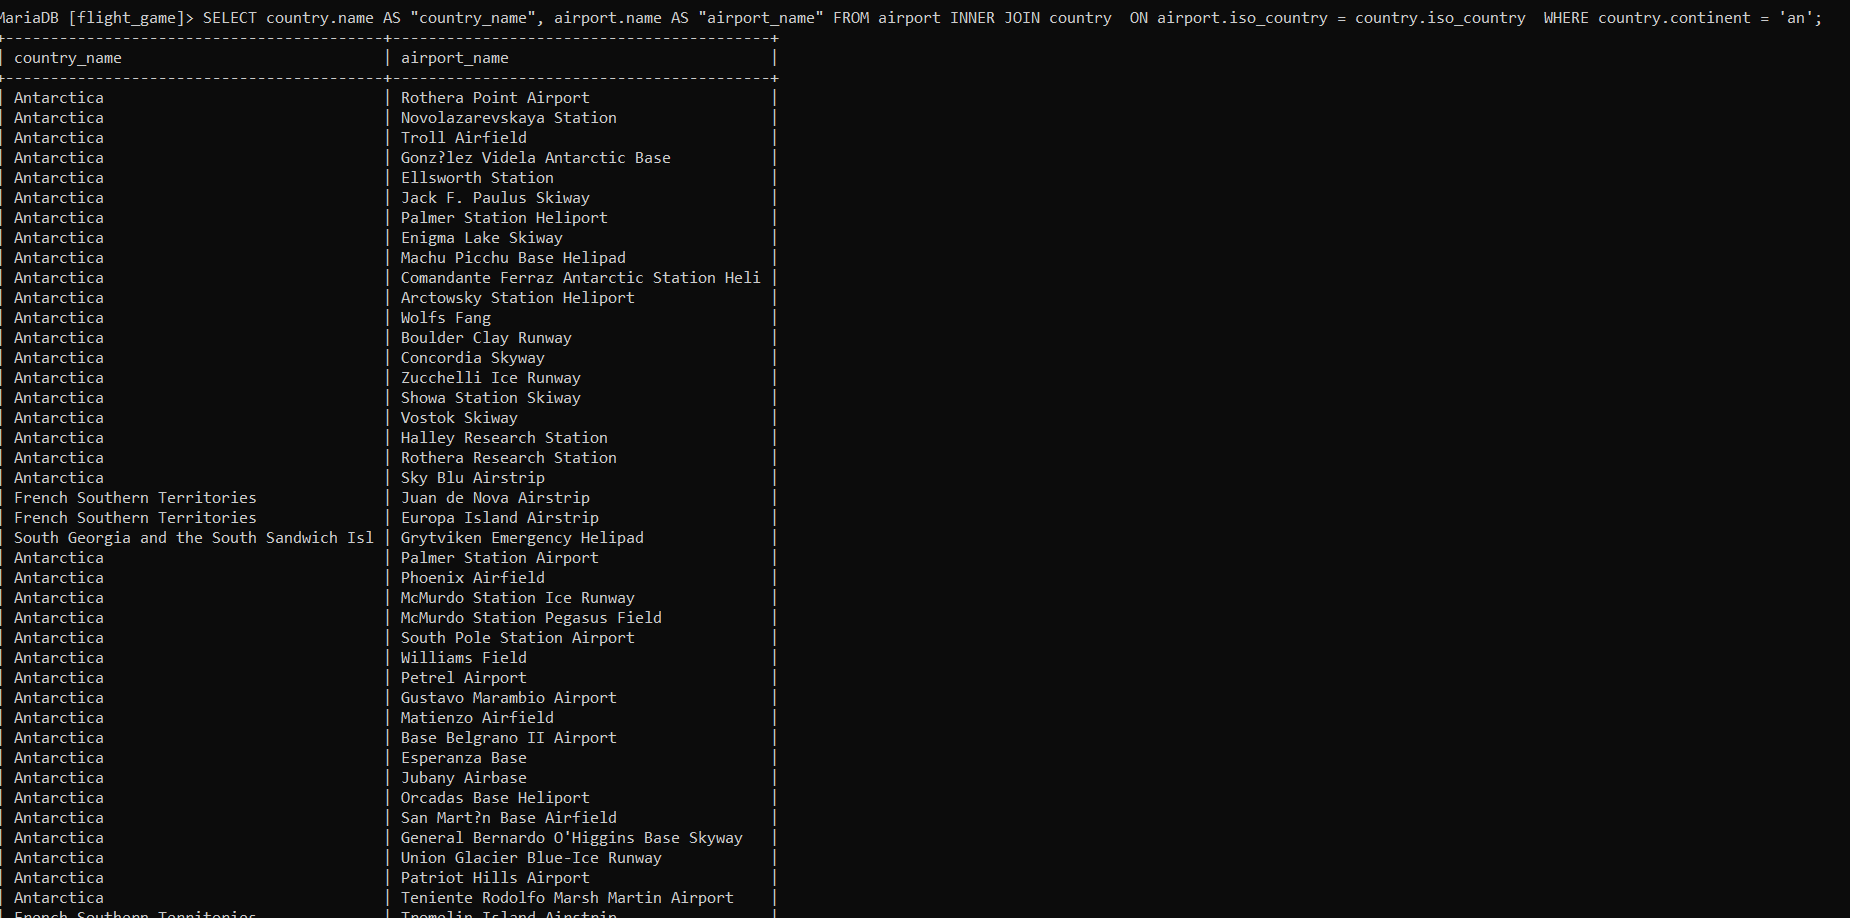 MariaDB [flight_game]> SELECT country.name AS "country_name", airport.name AS "airport_name" FROM airport INNER JOIN country  ON airport.iso_country = country.iso_country  WHERE country.continent = 'an';
+-----------------------------------------+------------------------------------------+
| country_name | airport_name |
+-----------------------------------------+------------------------------------------+
| Antarctica | Rothera Point Airport |
| Antarctica | Novolazarevskaya Station |
| Antarctica | Troll Airfield |
| Antarctica | Gonz?lez Videla Antarctic Base |
| Antarctica | Ellsworth Station |
| Antarctica | Jack F. Paulus Skiway |
| Antarctica | Palmer Station Heliport |
| Antarctica | Enigma Lake Skiway |
| Antarctica | Machu Picchu Base Helipad |
| Antarctica | Comandante Ferraz Antarctic Station Heli |
| Antarctica | Arctowsky Station Heliport |
| Antarctica | Wolfs Fang |
| Antarctica | Boulder Clay Runway |
| Antarctica | Concordia Skyway |
| Antarctica | Zucchelli Ice Runway |
| Antarctica | Showa Station Skiway |
| Antarctica | Vostok Skiway |
| Antarctica | Halley Research Station |
| Antarctica | Rothera Research Station |
| Antarctica | Sky Blu Airstrip |
| French Southern Territories | Juan de Nova Airstrip |
| French Southern Territories | Europa Island Airstrip |
| South Georgia and the South Sandwich Isl | Grytviken Emergency Helipad |
| Antarctica | Palmer Station Airport |
| Antarctica | Phoenix Airfield |
| Antarctica | McMurdo Station Ice Runway |
| Antarctica | McMurdo Station Pegasus Field |
| Antarctica | South Pole Station Airport |
| Antarctica | Williams Field |
| Antarctica | Petrel Airport |
| Antarctica | Gustavo Marambio Airport |
| Antarctica | Matienzo Airfield |
| Antarctica | Base Belgrano II Airport |
| Antarctica | Esperanza Base |
| Antarctica | Jubany Airbase |
| Antarctica | Orcadas Base Heliport |
| Antarctica | San Mart?n Base Airfield |
| Antarctica | General Bernardo O'Higgins Base Skyway |
| Antarctica | Union Glacier Blue-Ice Runway |
| Antarctica | Patriot Hills Airport |
| Antarctica | Teniente Rodolfo Marsh Martin Airport |
| French Southern Territories | Tromelin Island Airstrip |